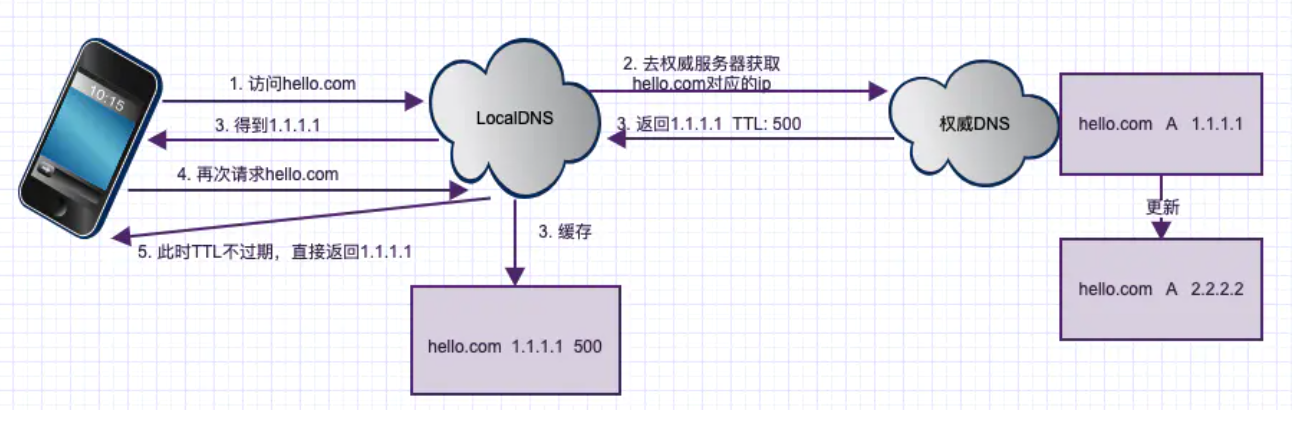 10:15
1. 访问hello.com
3. 得到1.1.1.1
4. 再次请求hello.com
5. 此时TTL不过期，直接返回1.1.1.1
LocalDNS
2. 去权威服务器获取
hello.com对应的ip
3. 返回1.1.1.1 TTL: 500
3. 缓存
hello.com 1.1.1.1 500
权威DNS
hello.com A 1.1.1.1
更新
hello.com A 2.2.2.2